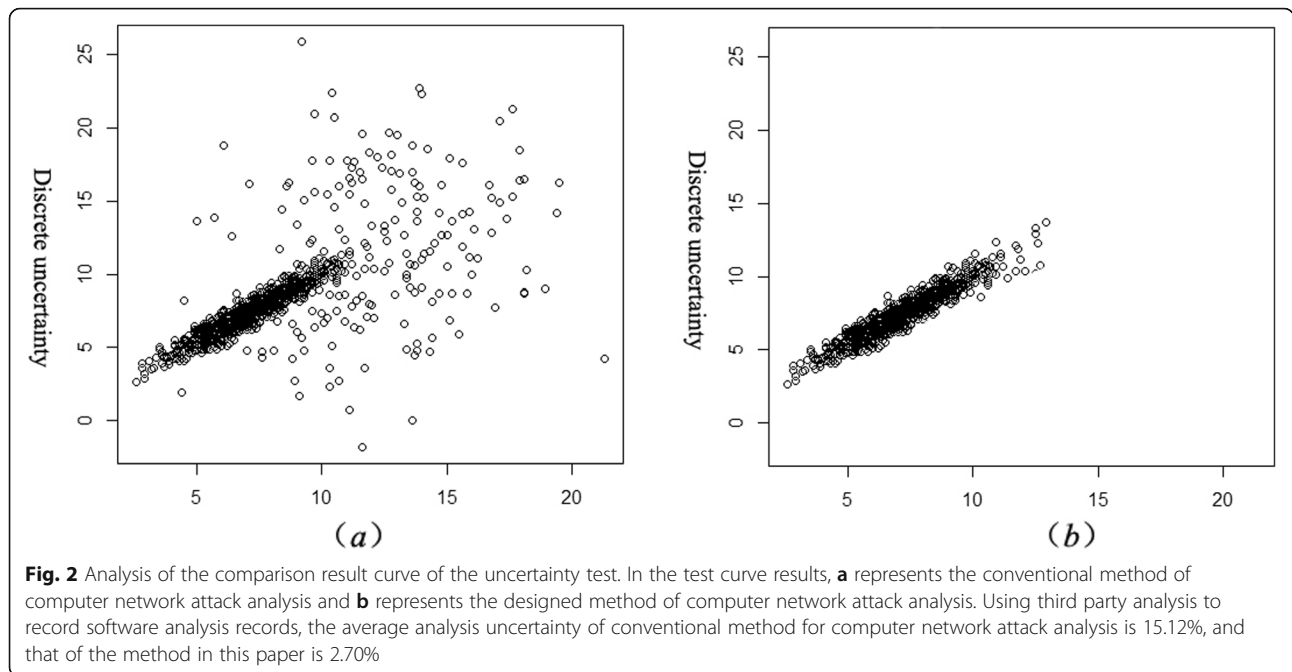 Discrete uncertainty
25
20
15
10
5
0
5 10 15 20
(a)
Discrete uncertainty
25
20
15
10
5
0
5 10 15 20
(b)
Fig. 2 Analysis of the comparison result curve of the uncertainty test. In the test curve results, a represents the conventional method of
computer network attack analysis and b represents the designed method of computer network attack analysis. Using third party analysis to
record software analysis records, the average analysis uncertainty of conventional method for computer network attack analysis is 15.12%, and
that of the method in this paper is 2.70%